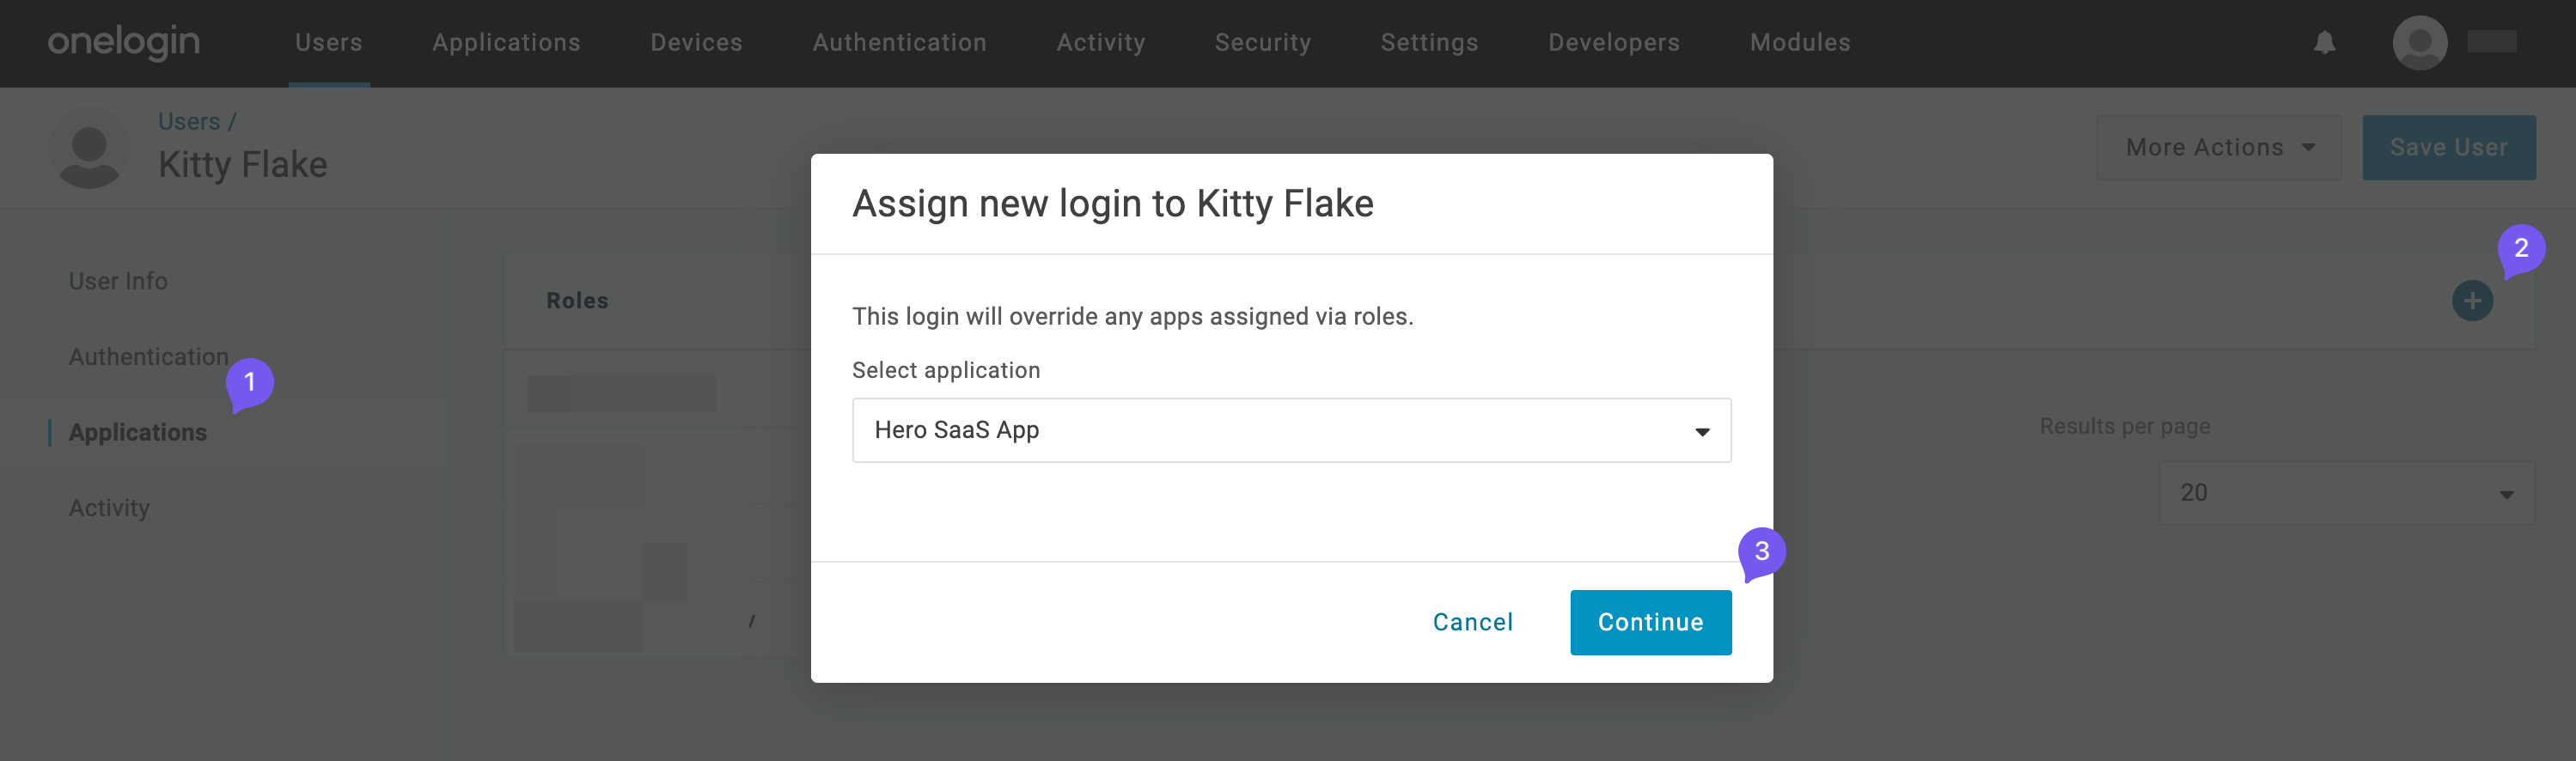 onelogin Users Applications Devices Authentication Activity Security Settings Developers Modules
Users /
Kitty Flake
More Actions
Save User
User Info
Authentication
1
Applications
Activity
Roles
2
+
/
Results per page
20
Assign new login to Kitty Flake
This login will override any apps assigned via roles.
Select application
Hero SaaS App
3
Cancel
Continue